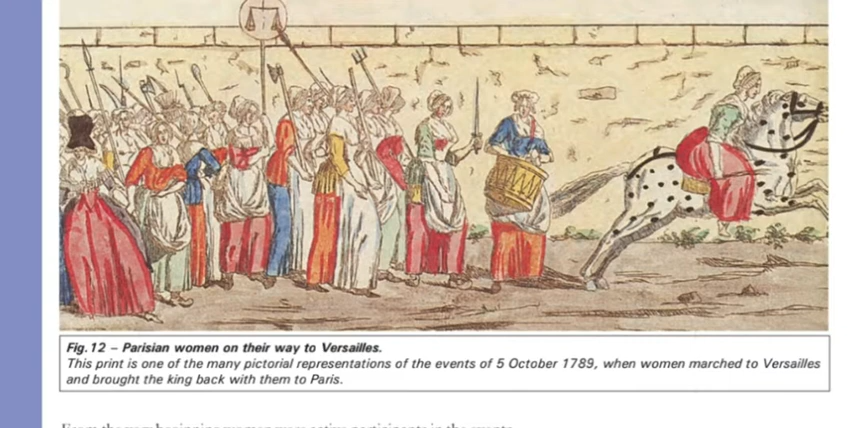 Fig.12 – Parisian women on their way to Versailles.
This print is one of the many pictorial representations of the events of 5 October 1789, when women marched to Versailles
and brought the king back with them to Paris.